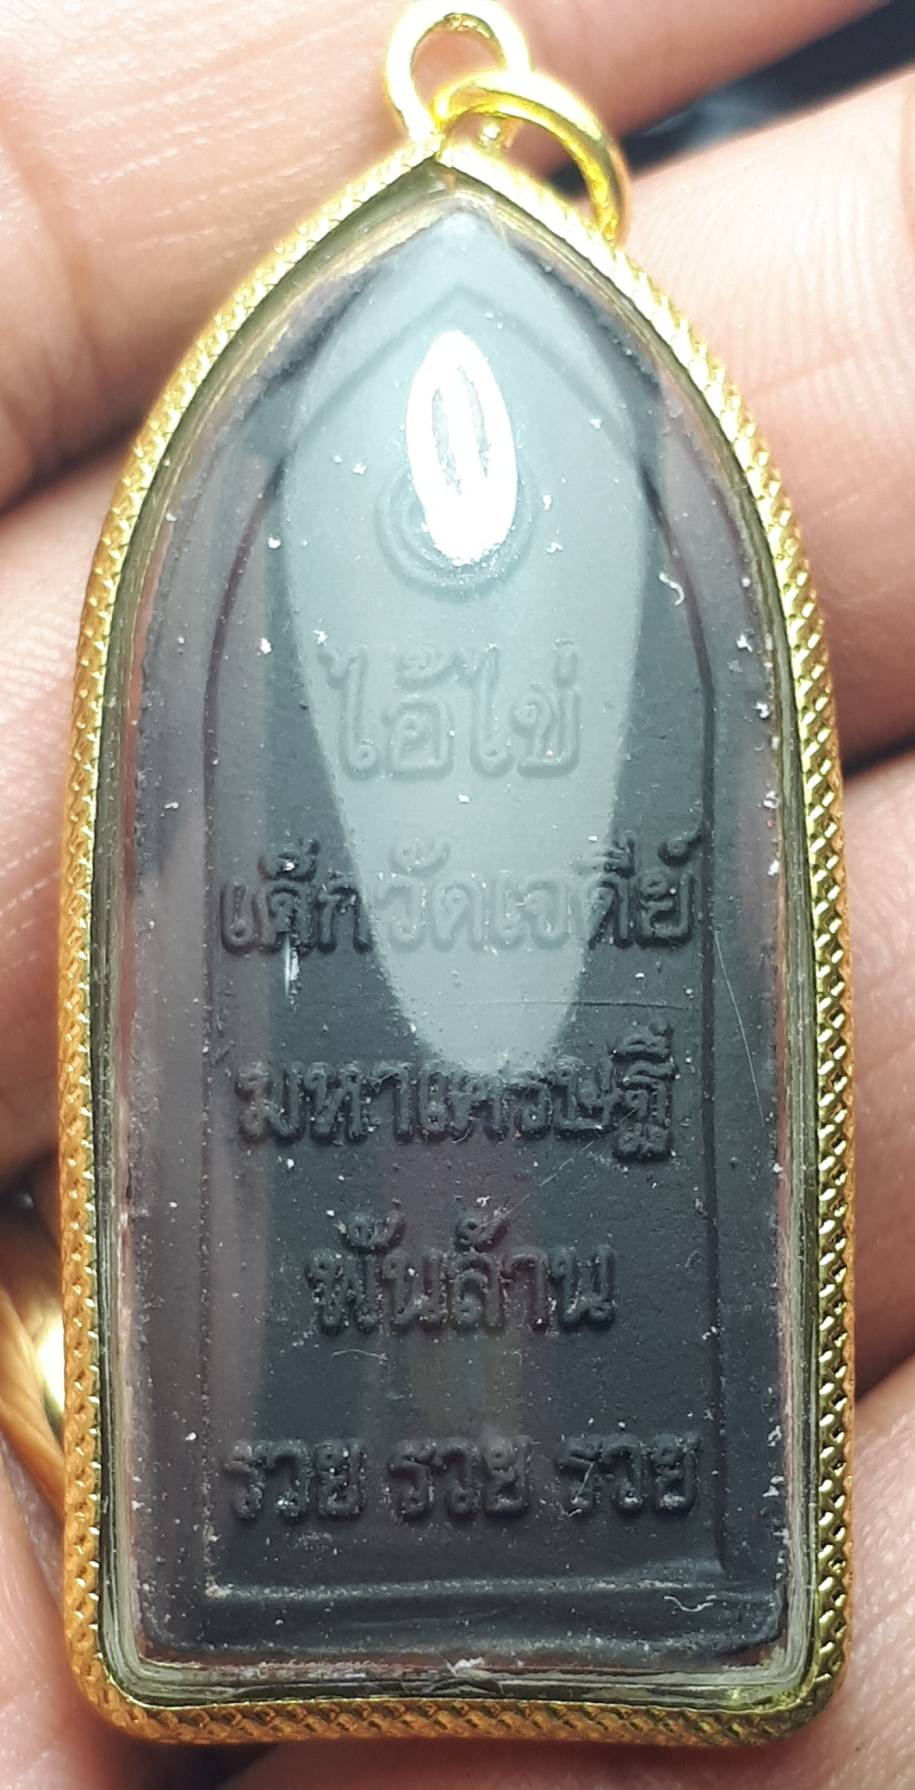 ไอ้ไข่
เด็กวัดเจดีย์
มหาเศรษฐี
พันล้าน
รวย รวย รวย